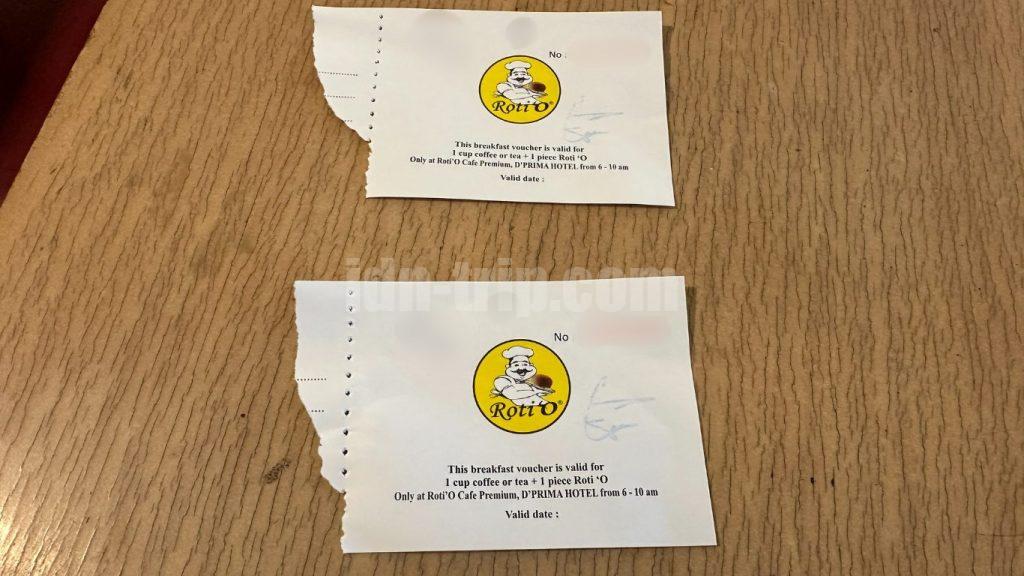 No :
Roti'O®
This breakfast voucher is valid for
1 cup coffee or tea + 1 piece Roti 'O
Only at Roti'O Cafe Premium, D'PRIMA HOTEL from 6 - 10 am
Valid date :
idn-trip.com
No
Roti'O®
This breakfast voucher is valid for
1 cup coffee or tea + 1 piece Roti 'O
Only at Roti'O Cafe Premium, D'PRIMA HOTEL from 6 - 10 am
Valid date :